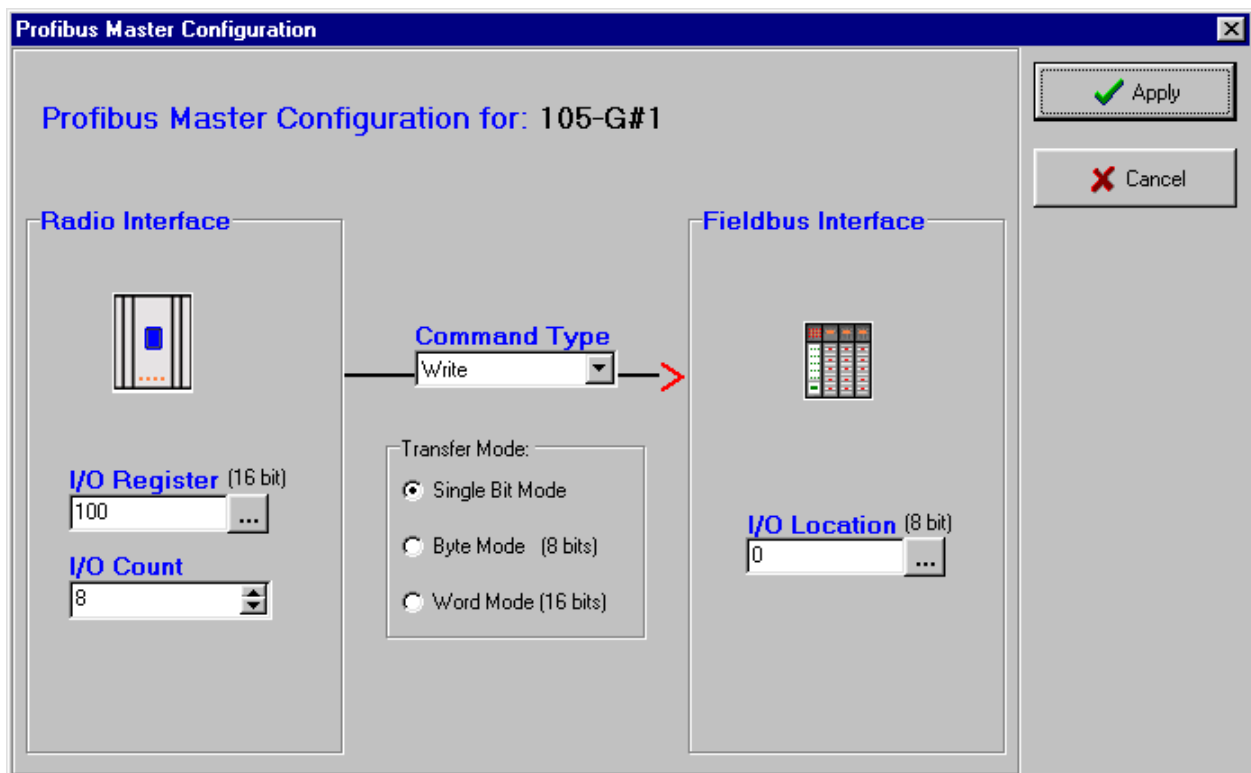 Profibus Master Configuration
Profibus Master Configuration for: 105-G#1
Apply
Cancel
Radio Interface
Fieldbus Interface
Command Type
Write
Transfer Mode:
Single Bit Mode
Byte Mode (8 bits)
Word Mode (16 bits)
I/O Register (16 bit)
100
...
I/O Count
8
I/O Location (8 bit)
0
...